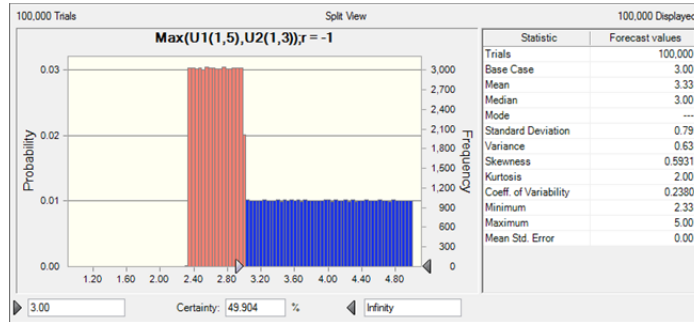 100,000 Trials
Split View
100,000 Displayed
Max(U1(1,5),U2(1,3));r = -1
0.03
0.02
0.01
0.00
Probability
3,000
2,700
2,400
2,100
1,800
1,500
1,200
900
600
300
0
Frequency
1.20 1.60 2.00 2.40 2.80 3.20 3.60 4.00 4.40 4.80
3.00
Certainty: 49.904 %
Infinity
Statistic Forecast values
Trials 100,000
Base Case 3.00
Mean 3.33
Median 3.00
Mode ---
Standard Deviation 0.79
Variance 0.63
Skewness 0.5931
Kurtosis 2.00
Coeff. of Variability 0.2380
Minimum 2.33
Maximum 5.00
Mean Std. Error 0.00